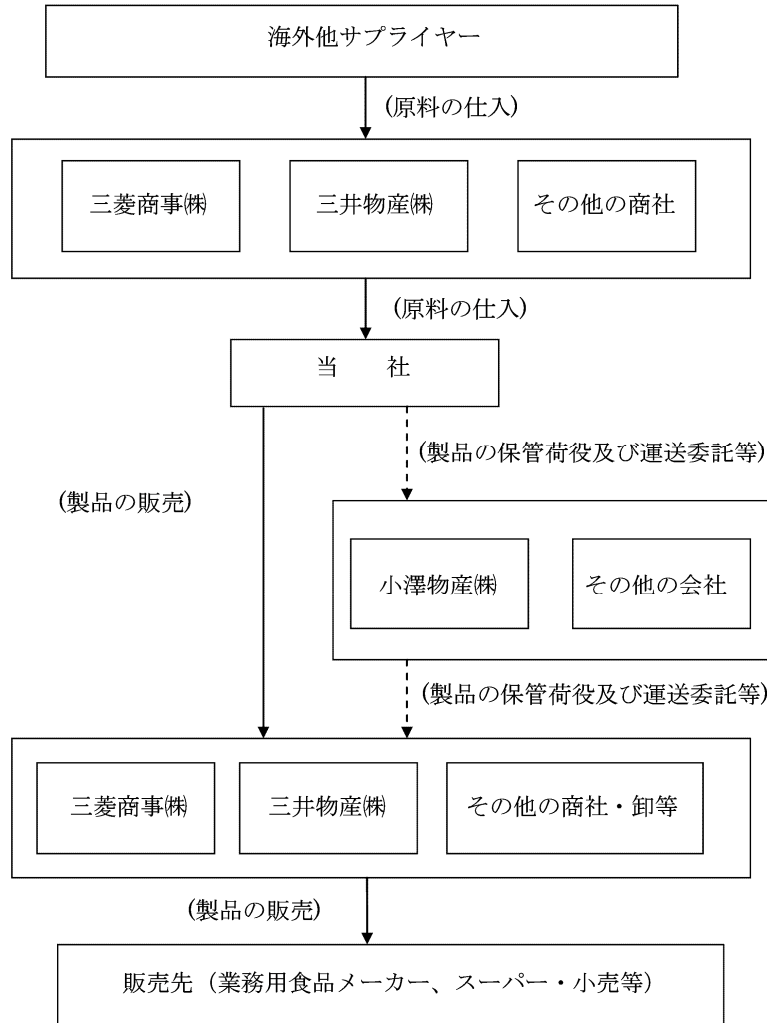 海外他サプライヤー
(原料の仕入)
三菱商事㈱ 三井物産㈱ その他の商社
(原料の仕入)
当　社
(製品の保管荷役及び運送委託等)
(製品の販売)
小澤物産㈱ その他の会社
(製品の保管荷役及び運送委託等)
三菱商事㈱ 三井物産㈱ その他の商社・卸等
(製品の販売)
販売先（業務用食品メーカー、スーパー・小売等）